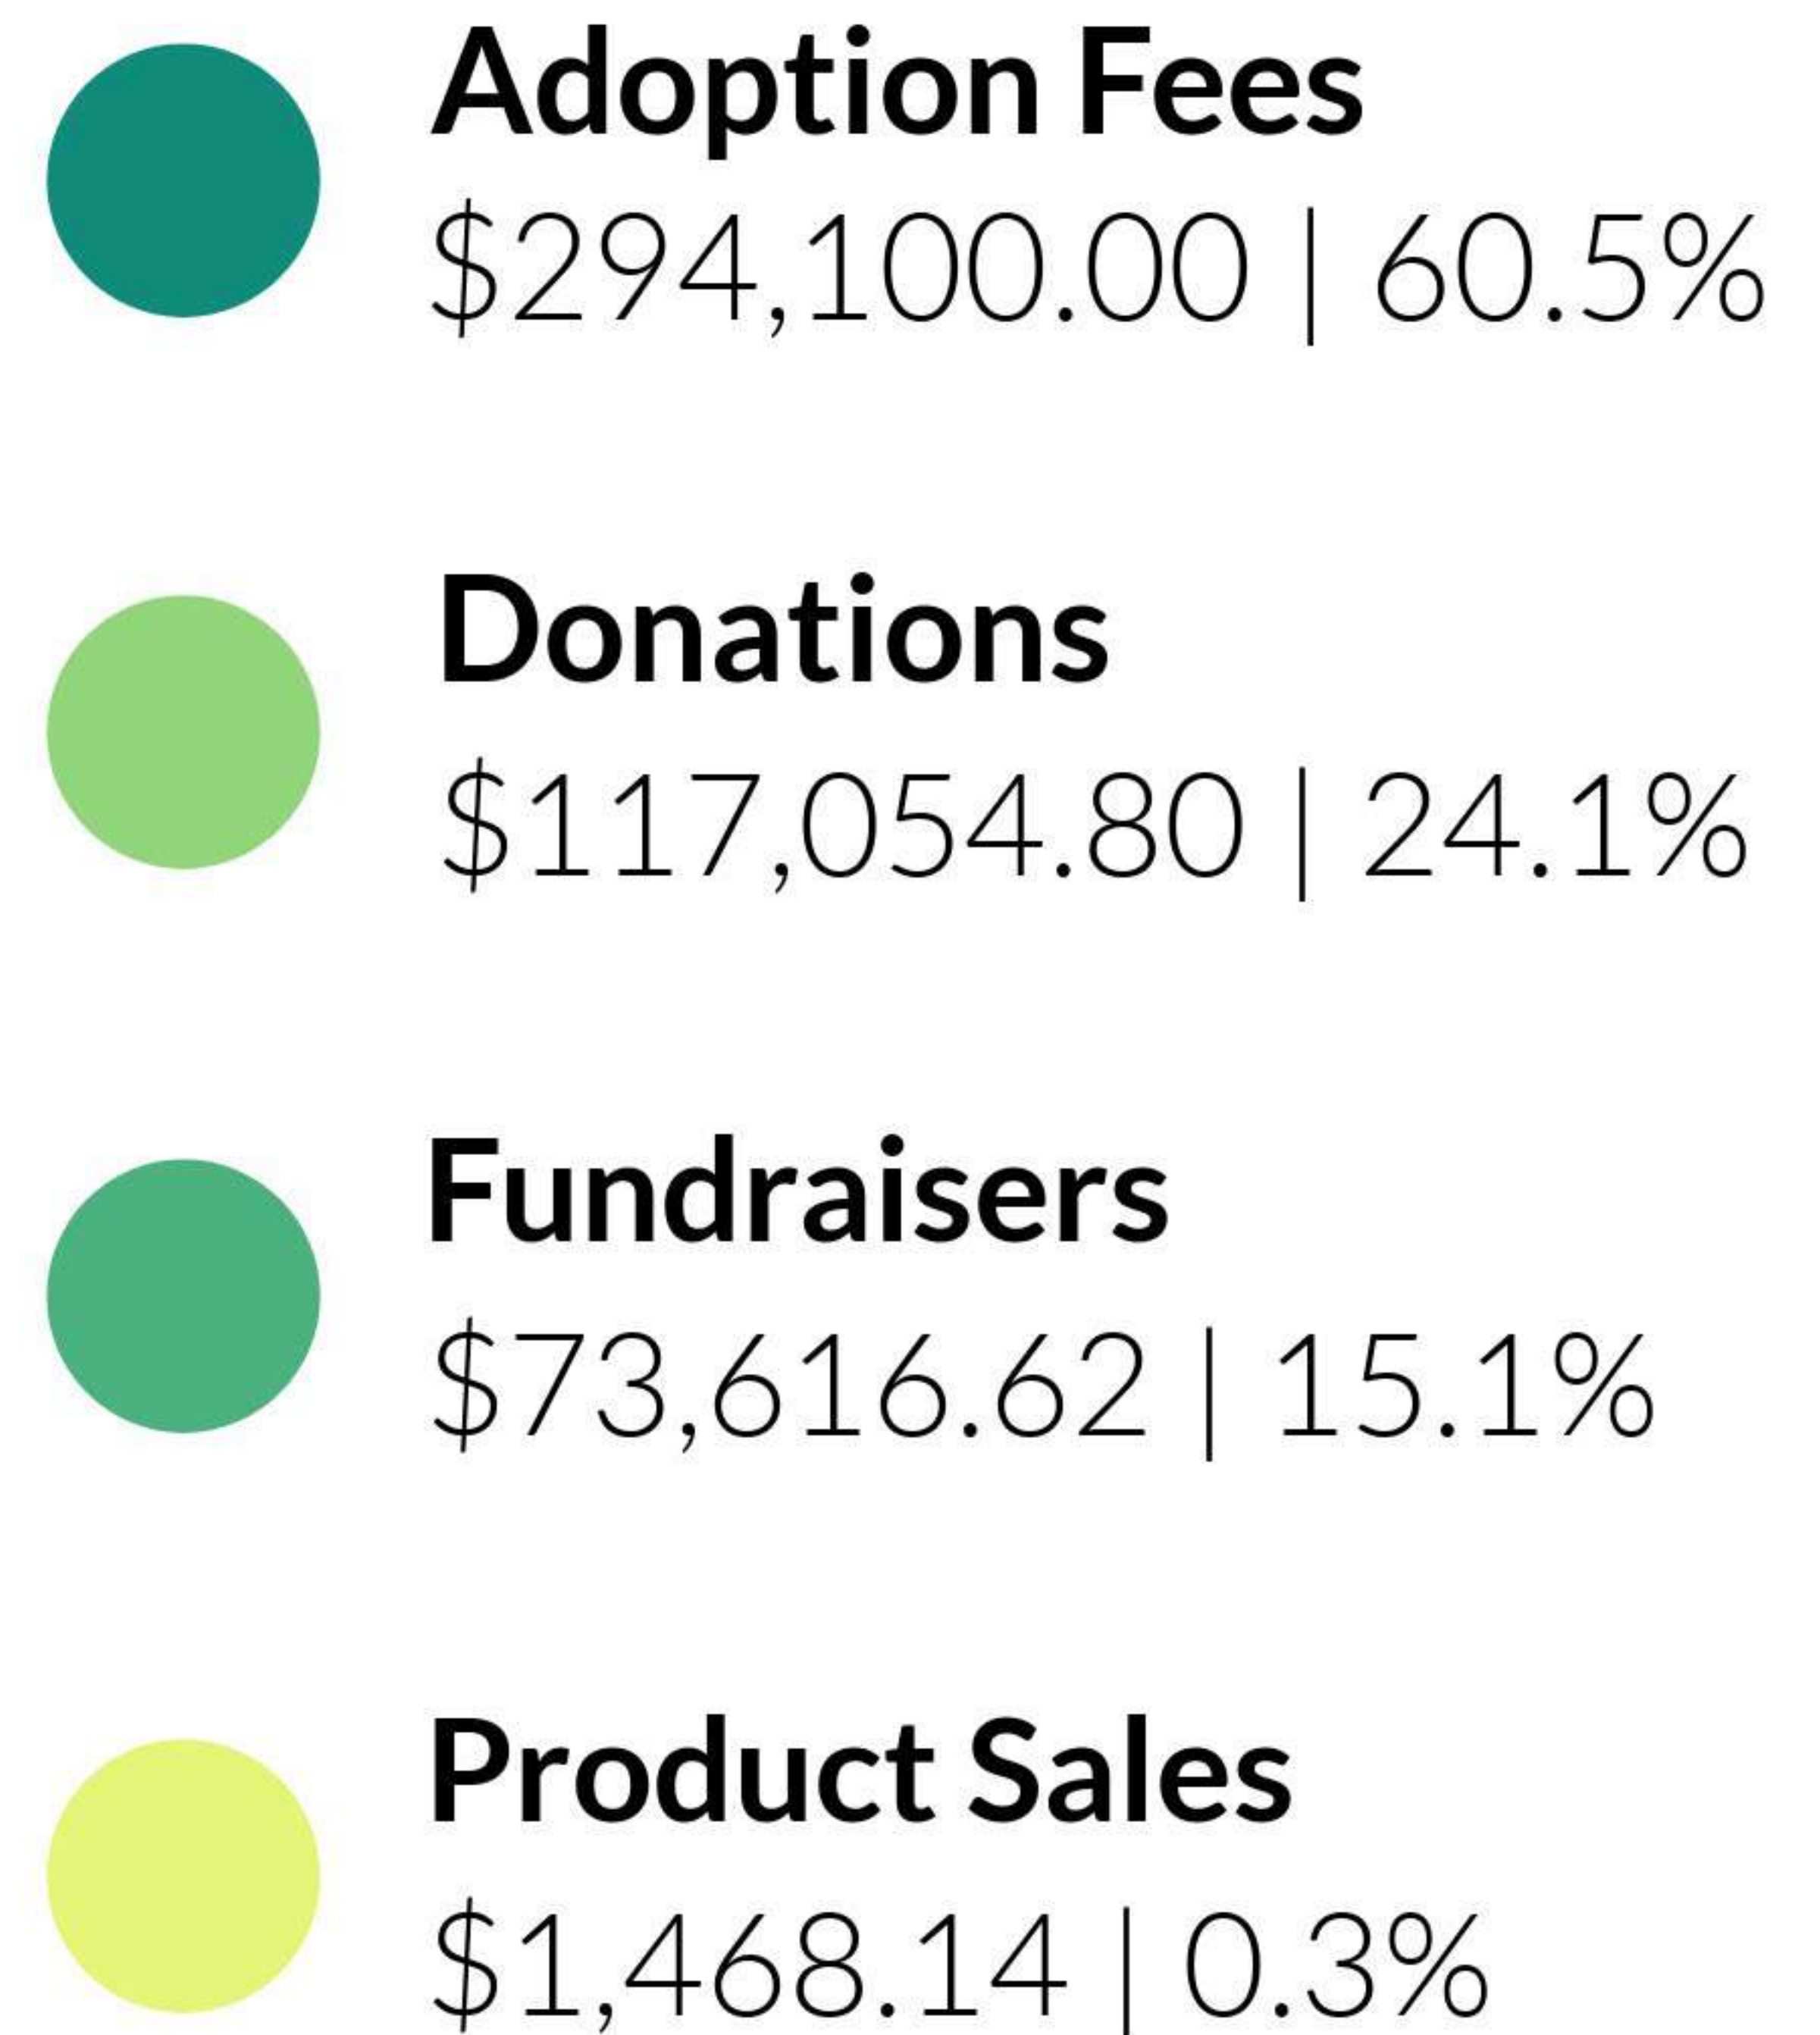 Adoption Fees
$294,100.00 | 60.5%
Donations
$117,054.80 | 24.1%
Fundraisers
$73,616.62 | 15.1%
Product Sales
$1,468.14 | 0.3%